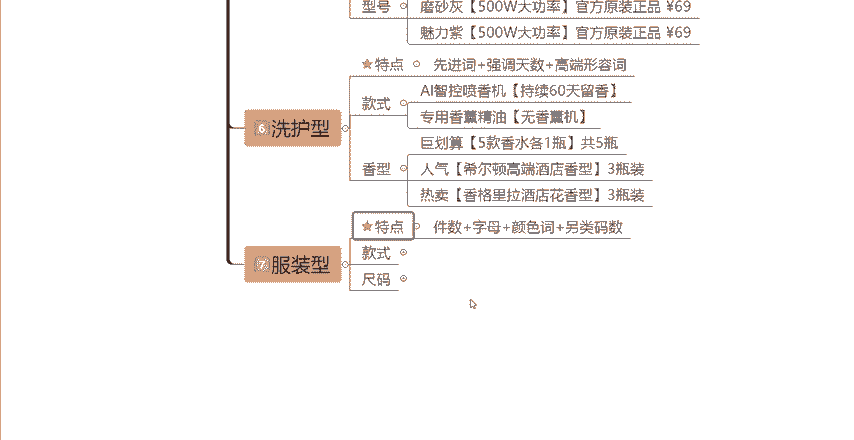 型号
磨砂灰【500W大功率】官方原装正品 ¥69
魅力紫【500W大功率】官方原装正品 ¥69
6 洗护型
特点
先进词+强调天数+高端形容词
款式
AI智控喷香机【持续60天留香】
专用香薰精油【无香薰机】
香型
巨划算【5款香水各1瓶】共5瓶
人气【希尔顿高端酒店香型】3瓶装
热卖【香格里拉酒店花香型】3瓶装
7 服装型
特点
件数+字母+颜色词+另类码数
款式
尺码